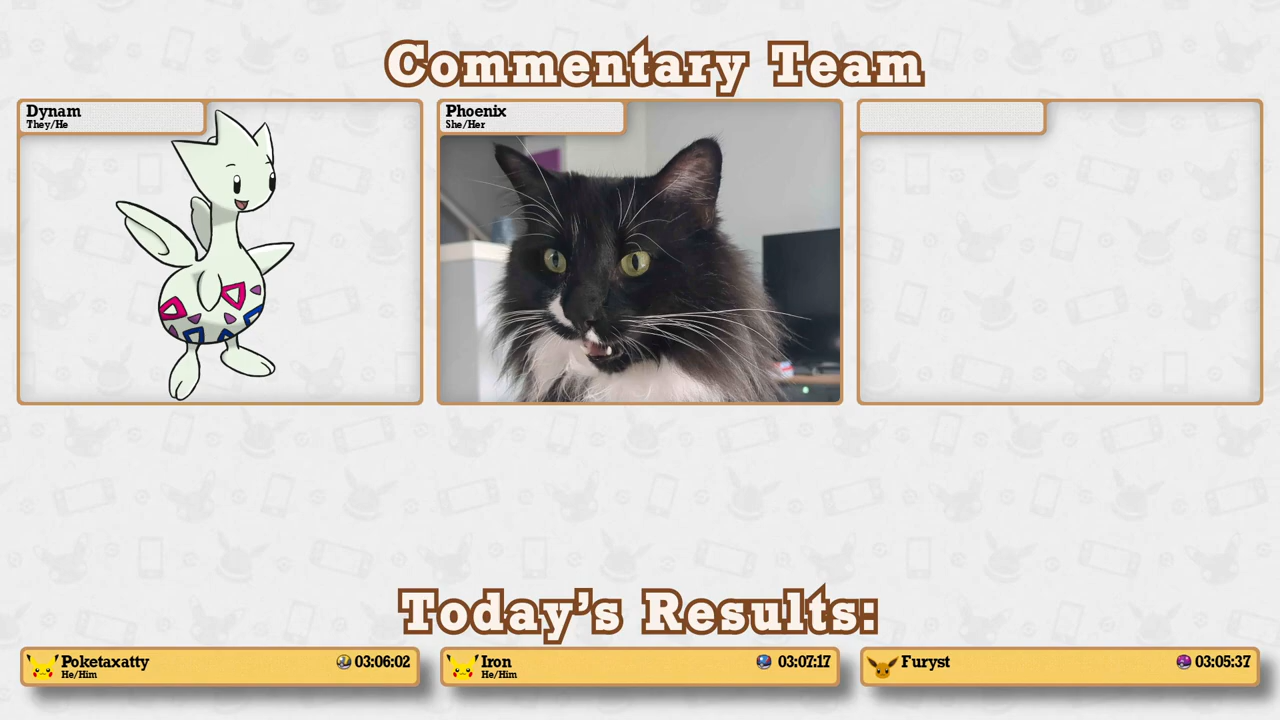 Commentary Team
Dynam
They/He
Phoenix
She/Her
Today's Results:
Poketaxatty
He/Him
03:06:02
Iron
He/Him
03:07:17
Furyst
03:05:37